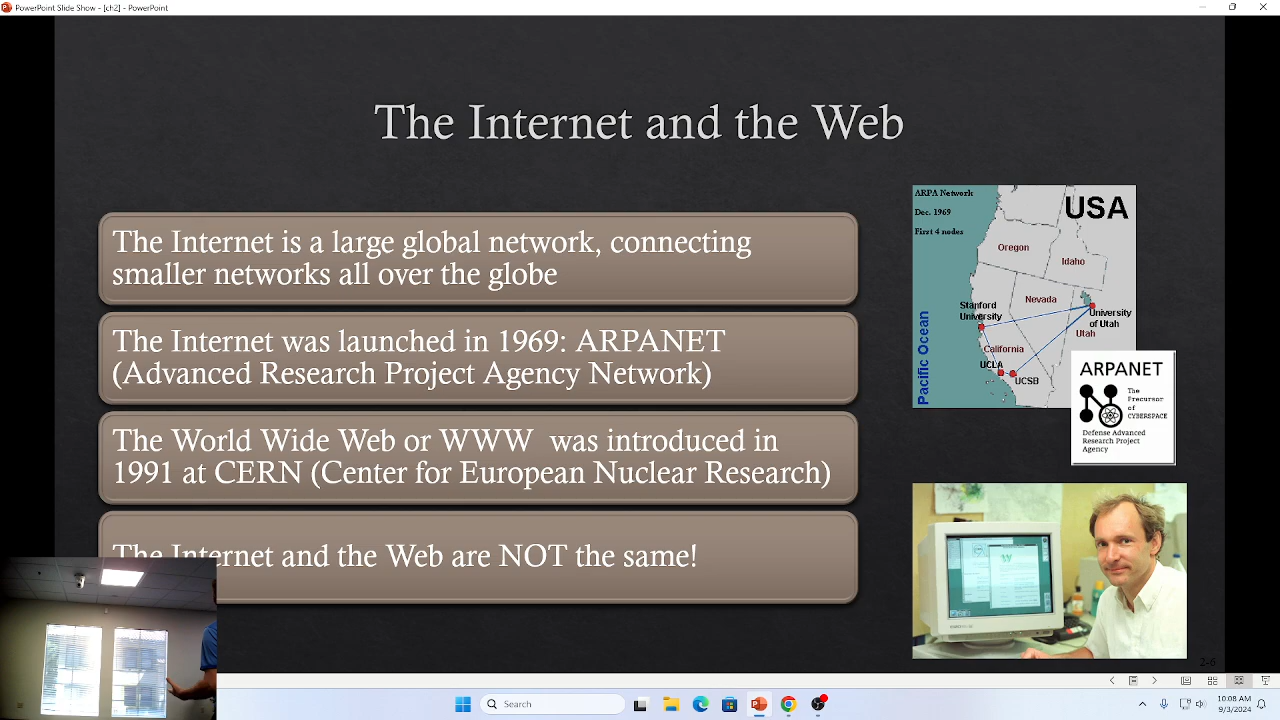 PowerPoint Slide Show - [ch2] - PowerPoint
The Internet and the Web
The Internet is a large global network, connecting
smaller networks all over the globe
The Internet was launched in 1969: ARPANET
(Advanced Research Project Agency Network)
The World Wide Web or WWW was introduced in
1991 at CERN (Center for European Nuclear Research)
The Internet and the Web are NOT the same!
ARPA Network
Dec. 1969
First 4 nodes
USA
Oregon
Idaho
Nevada
Stanford
University
University
of Utah
Utah
California
UCLA
UCSB
Pacific Ocean
ARPANET
The
Precursor
of
CYBERSPACE
Defense Advanced
Research Project
Agency
2-6
Search
10:08 AM
9/3/2024